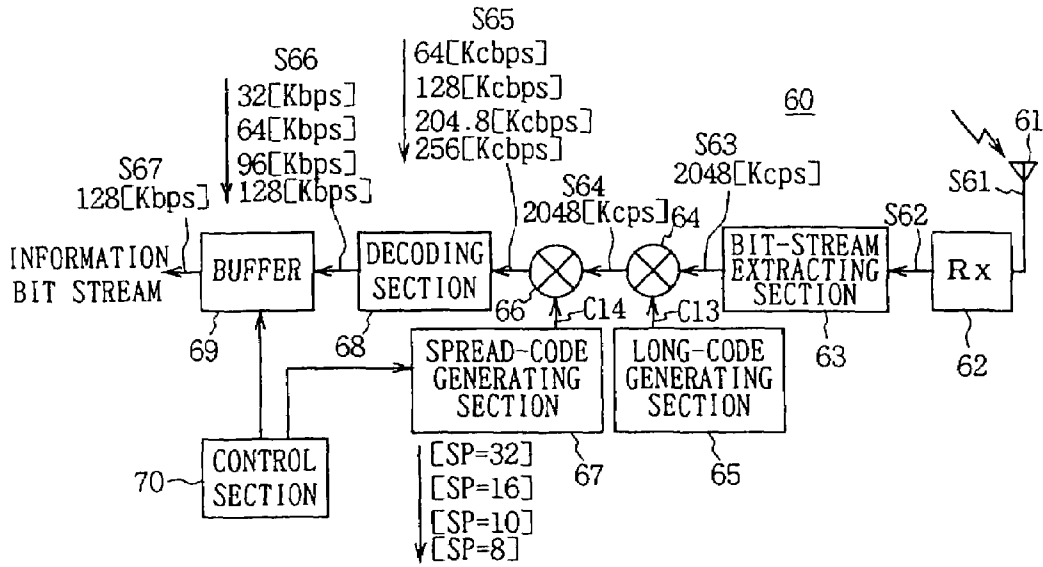 S65
64[Kcbps]
128[Kcbps]
204.8[Kcbps]
256[Kcbps]
S66
32[Kbps]
64[Kbps]
96[Kbps]
128[Kbps]
S67
128[Kbps]
60
61
S61
S63
2048[Kcps]
S64
2048[Kcps]
64
S62
INFORMATION
BIT STREAM
BUFFER
69
DECODING
SECTION
68
66
C14
C13
BIT-STREAM
EXTRACTING
SECTION
63
Rx
62
SPREAD-CODE
GENERATING
SECTION
67
LONG-CODE
GENERATING
SECTION
65
70
CONTROL
SECTION
[SP=32]
[SP=16]
[SP=10]
[SP=8]